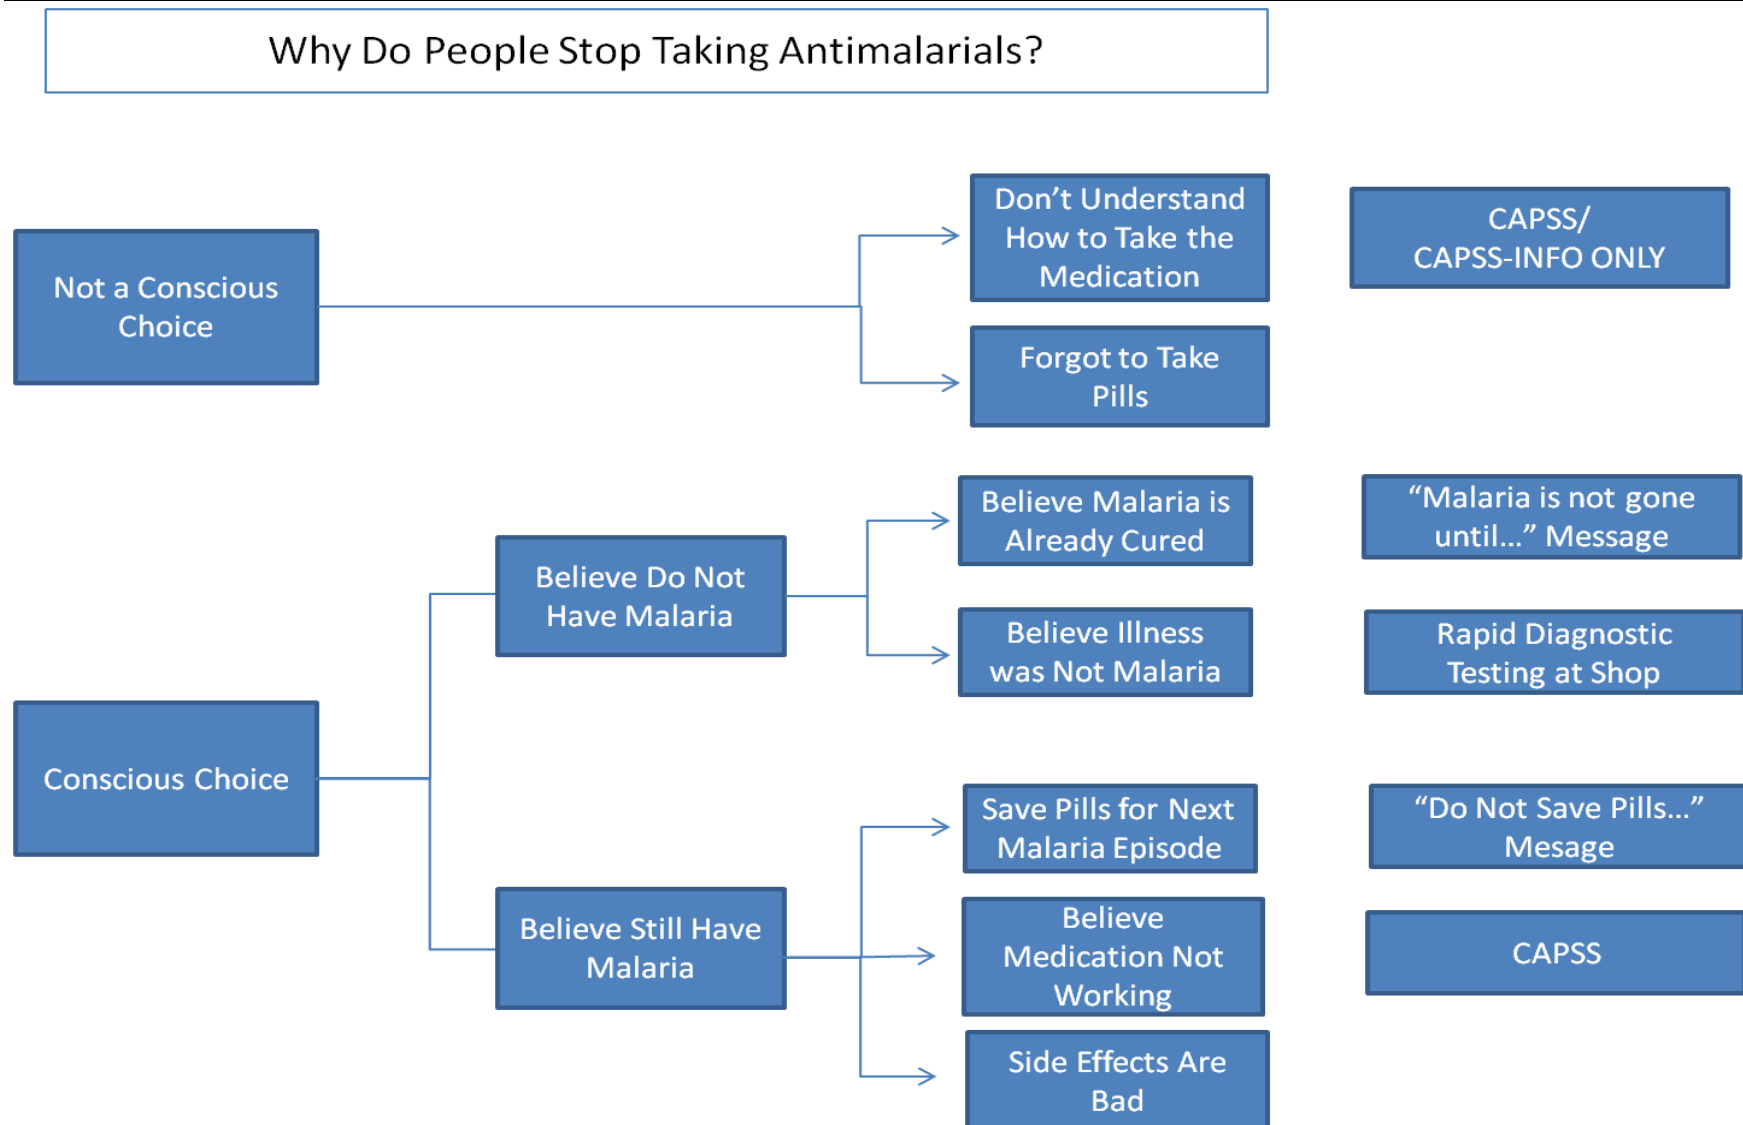 Why Do People Stop Taking Antimalarials?
Don’t Understand
How to Take the
Medication
CAPSS/
CAPSS-INFO ONLY
Not a Conscious
Choice
Forgot to Take
Pills
Believe Malaria is
Already Cured
“Malaria is not gone
until...” Message
Believe Do Not
Have Malaria
Believe Illness
was Not Malaria
Rapid Diagnostic
Testing at Shop
Conscious Choice
Save Pills for Next
Malaria Episode
“Do Not Save Pills...”
Mesage
Believe Still Have
Malaria
Believe
Medication Not
Working
CAPSS
Side Effects Are
Bad